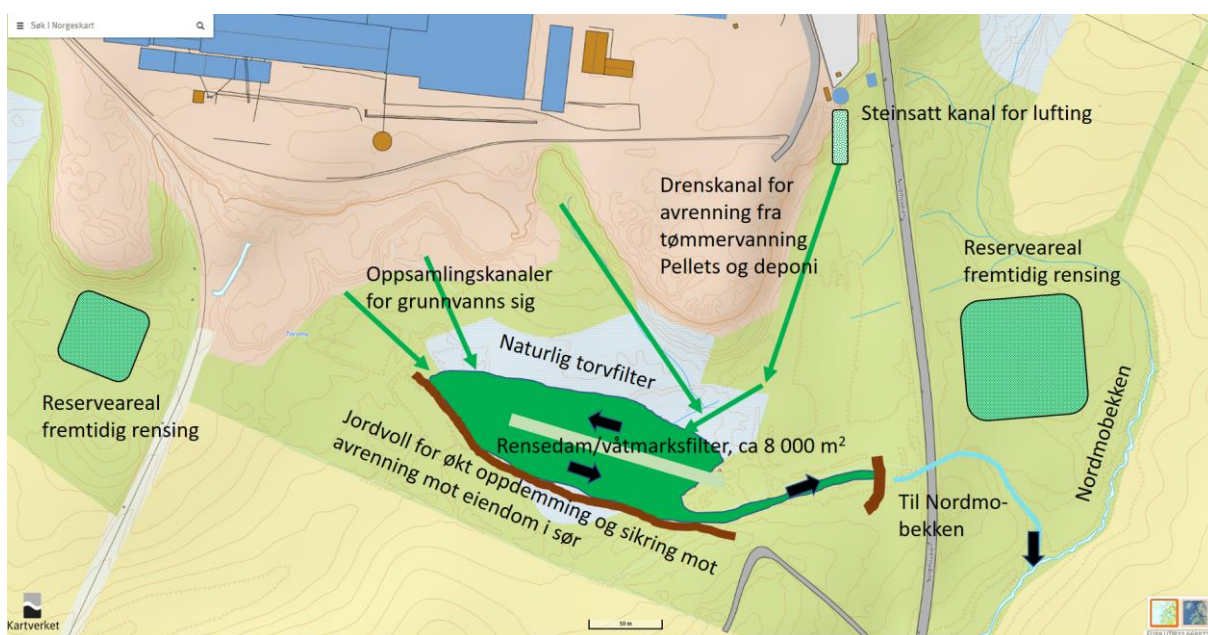 Søk i Norgeskart
Steinsatt kanal for lufting
Drenskanal for
avrenning fra
tømmervanning
Pellets og deponi
Reserveareal
fremtidig rensing
Oppsamlingskanaler
for grunnvanns sig
Naturlig torvfilter
Reserveareal
fremtidig rensing
Jordvoll for økt oppdemming og sikring mot
avrenning mot eiendom i sør
Rensedam/våtmarksfilter, ca 8 000 m²
Til Nordmo-
bekken
Nordmobekken
Kartverket
50 m